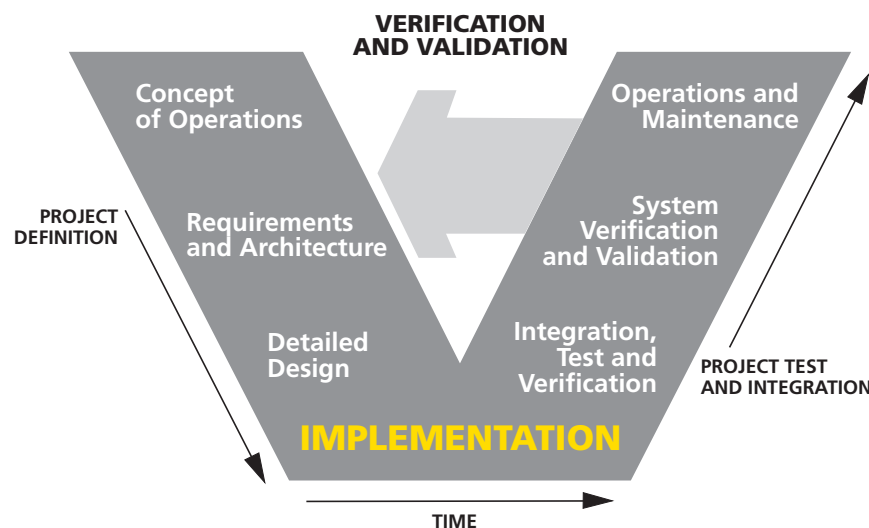 VERIFICATION
AND VALIDATION
Concept
of Operations
Operations and
Maintenance
PROJECT
DEFINITION
Requirements
and Architecture
System
Verification
and Validation
Detailed
Design
Integration,
Test and
Verification
PROJECT TEST
AND INTEGRATION
IMPLEMENTATION
TIME